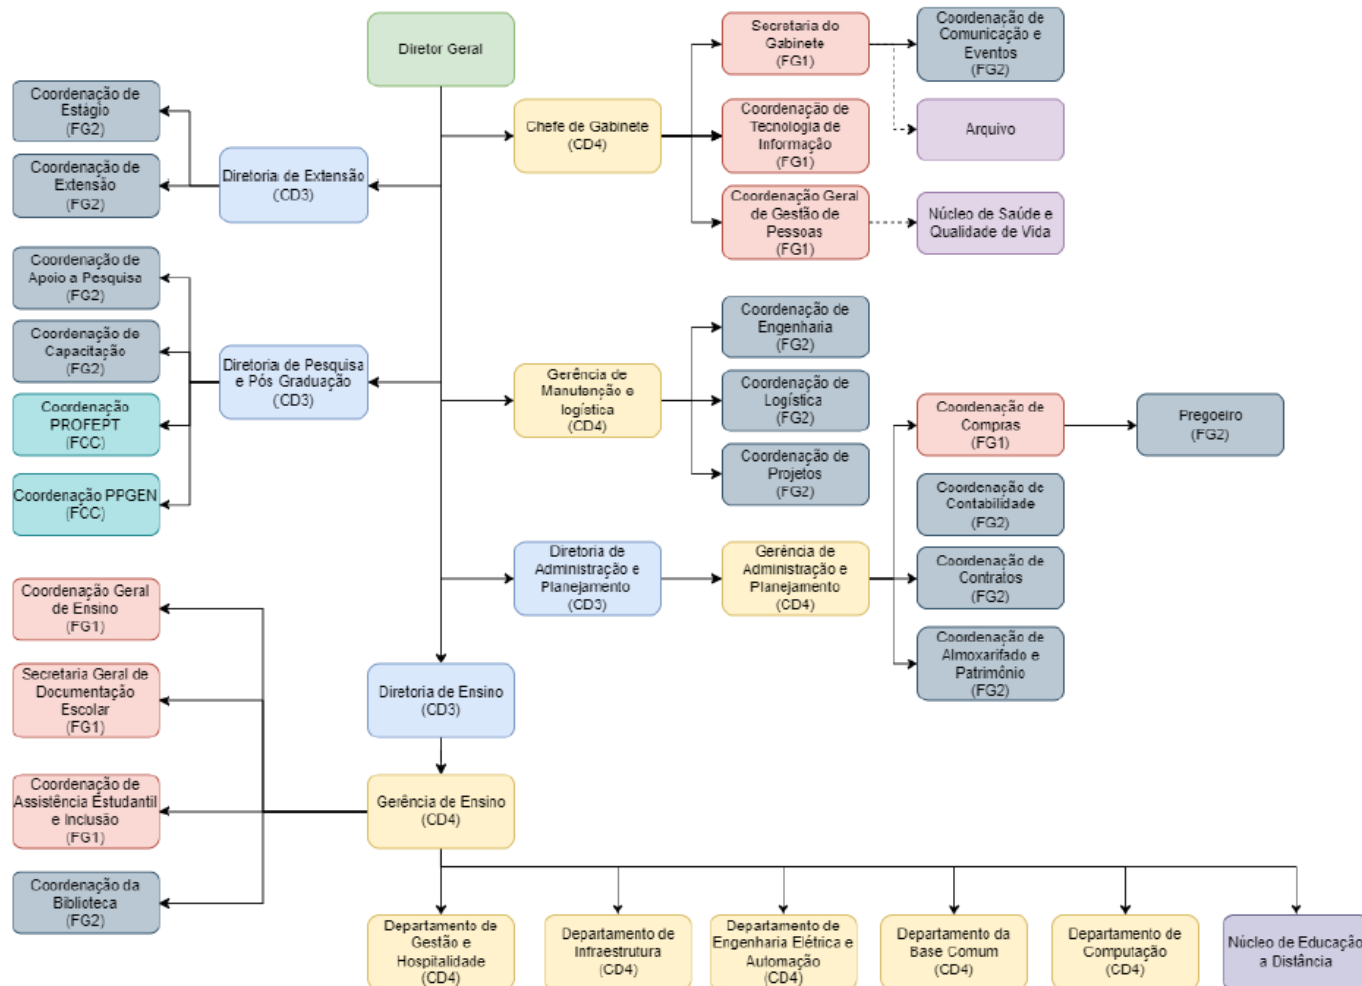 Diretor Geral
Secretaria do
Gabinete
(FG1)
Coordenação de
Comunicação e
Eventos
(FG2)
Coordenação de
Estágio
(FG2)
Chefe de Gabinete
(CD4)
Coordenação de
Tecnologia de
Informação
(FG1)
Arquivo
Coordenação de
Extensão
(FG2)
Diretoria de Extensão
(CD3)
Coordenação Geral
de Gestão de
Pessoas
(FG1)
Núcleo de Saúde e
Qualidade de Vida
Coordenação de
Apoio a Pesquisa
(FG2)
Coordenação de
Capacitação
(FG2)
Diretoria de Pesquisa
e Pós Graduação
(CD3)
Coordenação
PROFEPT
(FCC)
Coordenação PPGEN
(FCC)
Coordenação de
Engenharia
(FG2)
Gerência de
Manutenção e
logística
(CD4)
Coordenação de
Logística
(FG2)
Coordenação de
Projetos
(FG2)
Coordenação de
Compras
(FG1)
Pregoeiro
(FG2)
Coordenação de
Contabilidade
(FG2)
Diretoria de
Administração e
Planejamento
(CD3)
Gerência de
Administração e
Planejamento
(CD4)
Coordenação de
Contratos
(FG2)
Coordenação de
Almoxarifado e
Patrimônio
(FG2)
Coordenação Geral
de Ensino
(FG1)
Secretaria Geral de
Documentação
Escolar
(FG1)
Diretoria de Ensino
(CD3)
Coordenação de
Assistência Estudantil
e Inclusão
(FG1)
Gerência de Ensino
(CD4)
Coordenação da
Biblioteca
(FG2)
Departamento de
Gestão e
Hospitalidade
(CD4)
Departamento de
Infraestrutura
(CD4)
Departamento de
Engenharia Elétrica e
Automação
(CD4)
Departamento da
Base Comum
(CD4)
Departamento de
Computação
(CD4)
Núcleo de Educação
a Distância